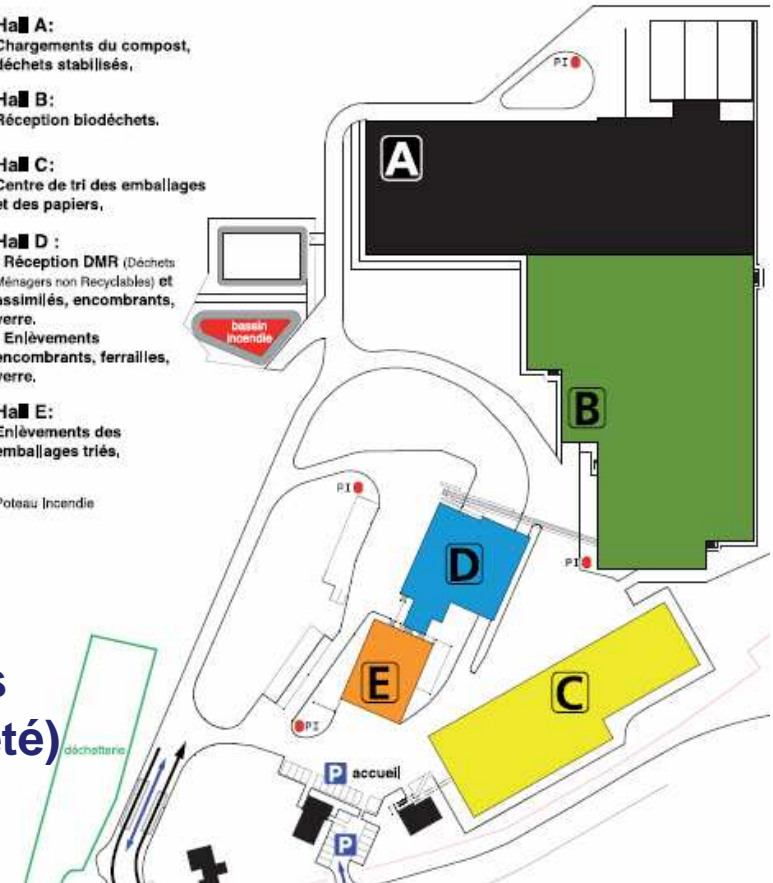 Hall A:
Chargements du compost,
déchets stabilisés,
Hall B:
Réception biodéchets.
Hall C:
Centre de tri des emballages
et des papiers,
Hall D :
Réception DMR (Déchets
Ménagers non Recyclables) et
assimilés, encombrants,
verre.
Enlèvements
encombrants, ferrailles,
verre.
Hall E:
Enlèvements des
emballages triés,
Poteau Incendie
PI
A
bassin
incendie
B
PI
D
PI
E
C
PI
déchetterie
P accueil
P